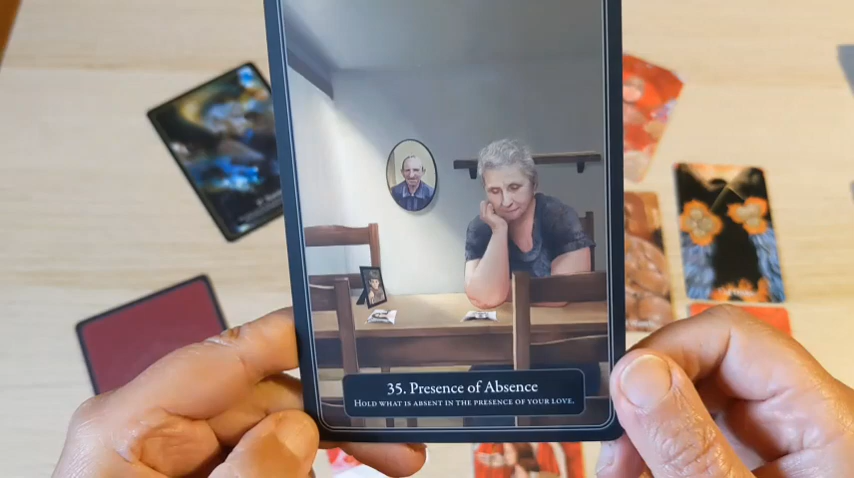 35. Presence of Absence
Hold what is absent in the presence of your love.